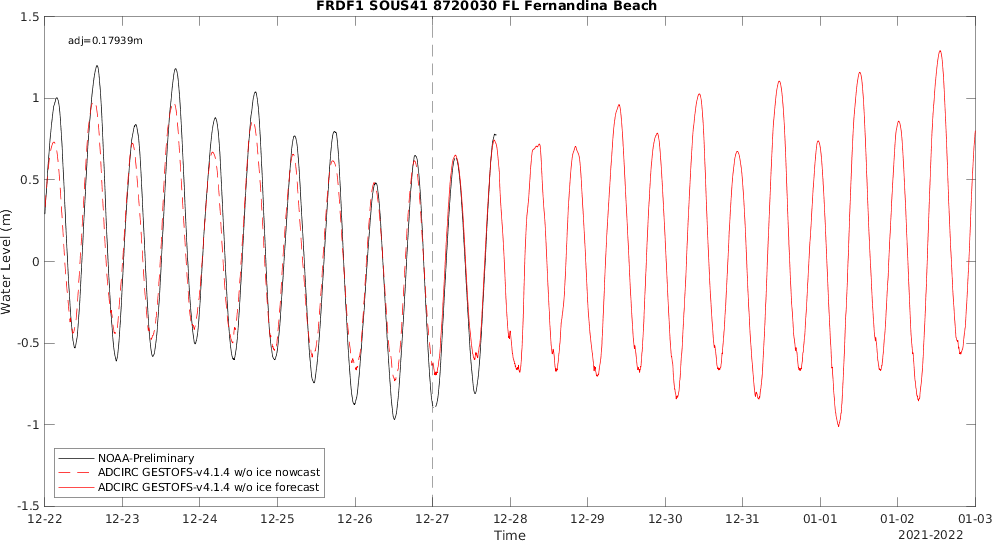 FRDF1 SOUS41 8720030 FL Fernandina Beach
1.5
adj=0.17939m
1
0.5
0
-0.5
-1
-1.5
Water Level (m)
NOAA-Preliminary
ADCIRC GESTOFS-v4.1.4 w/o ice nowcast
ADCIRC GESTOFS-v4.1.4 w/o ice forecast
12-22 12-23 12-24 12-25 12-26 12-27 12-28 12-29 12-30 12-31 01-01 01-02 01-03
Time
2021-2022